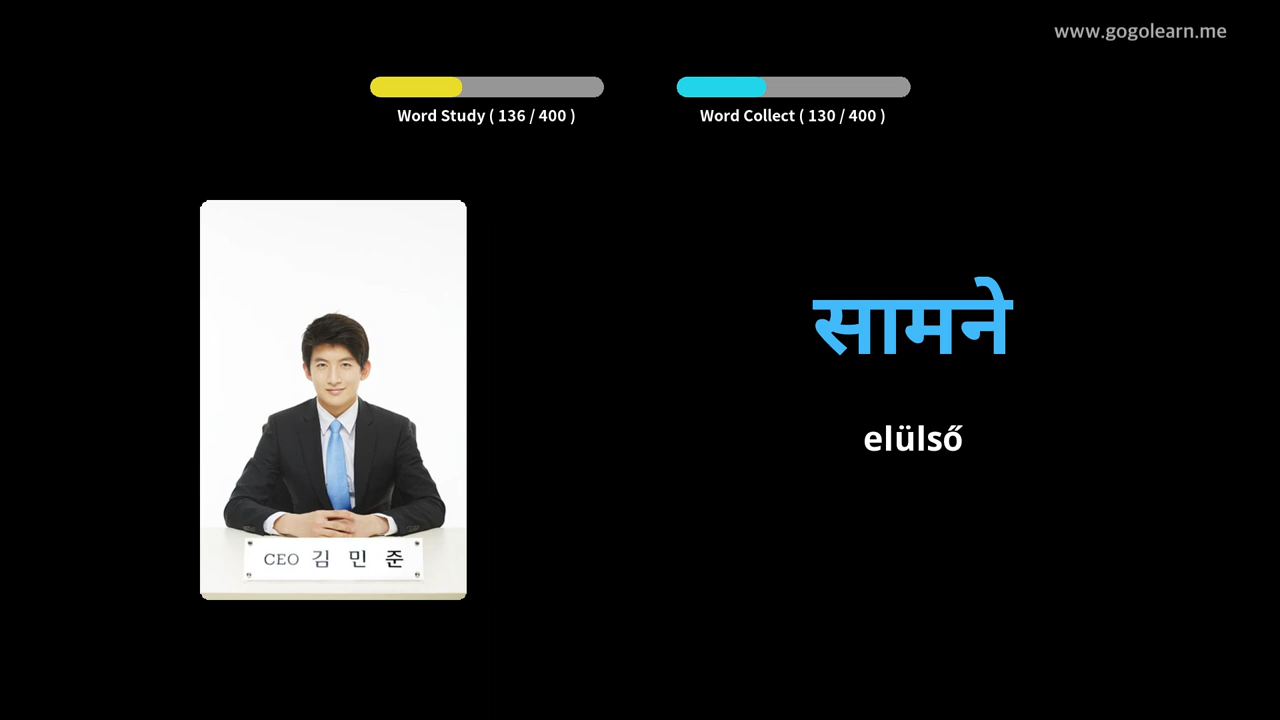 www.gogolearn.me
Word Study ( 136 / 400 )
Word Collect ( 130 / 400 )
सामने
elülső
CEO 김 민 준